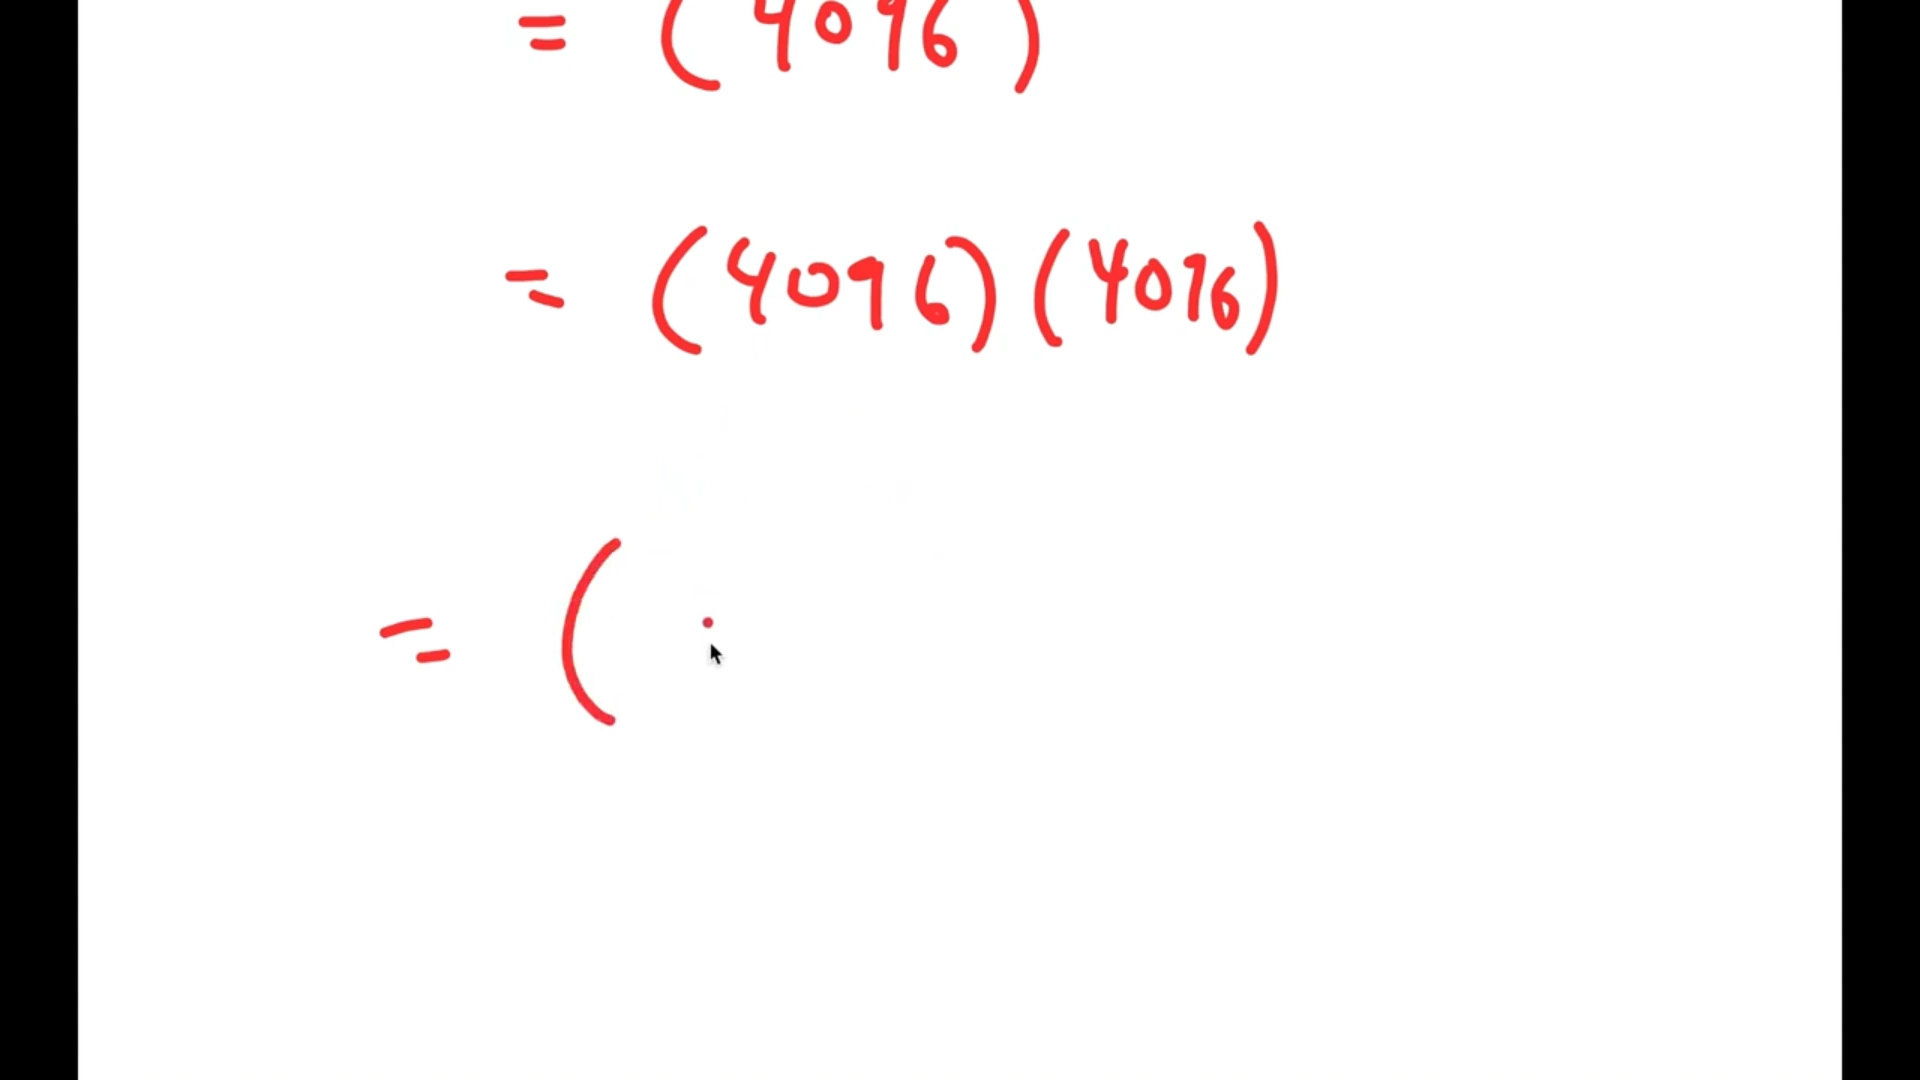 = (4096)
= (4096)(4096)
= (